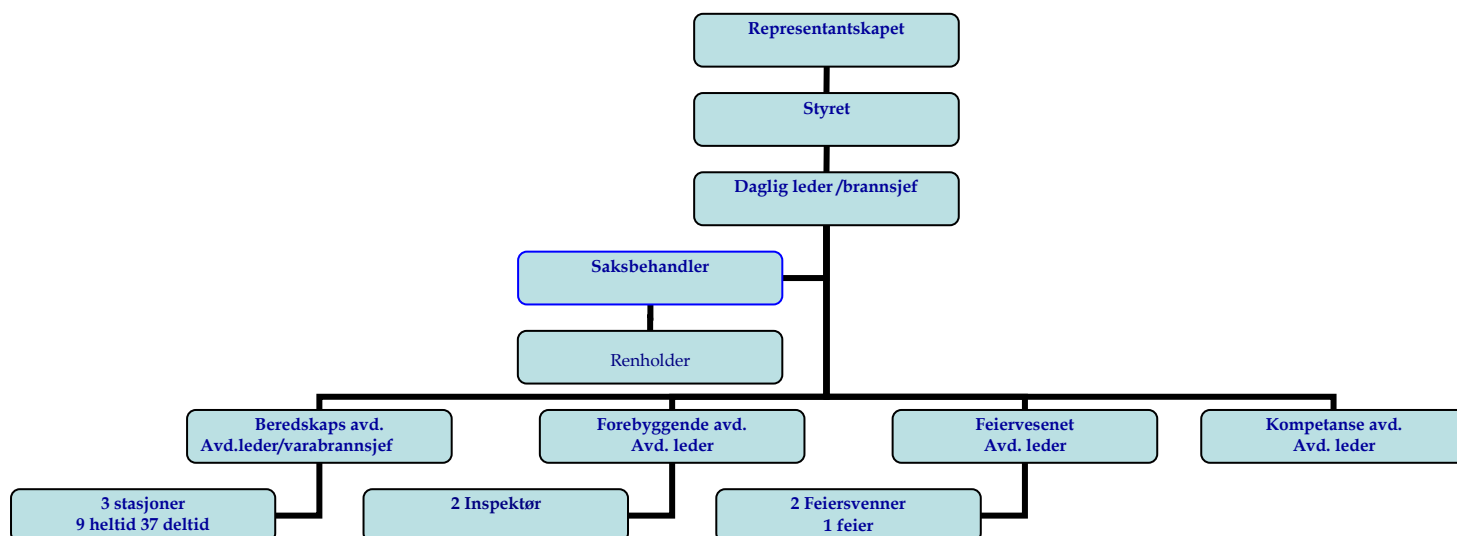 Representantskapet
Styret
Daglig leder /brannsjef
Saksbehandler
Renholder
Beredskaps avd.
Avd.leder/varabrannsjef
Forebyggende avd.
Avd. leder
Feiervesenet
Avd. leder
Kompetanse avd.
Avd. leder
3 stasjoner
9 heltid 37 deltid
2 Inspektør
2 Feiersvenner
1 feier